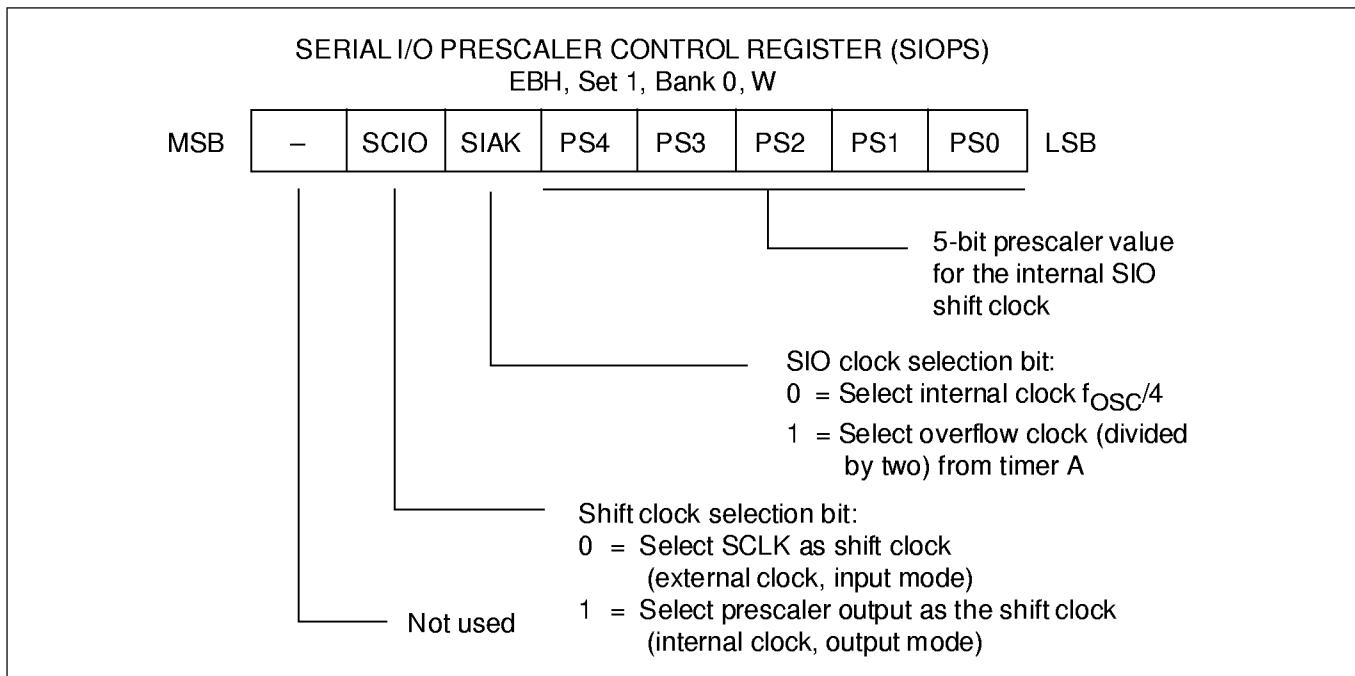 SERIAL I/O PRESCALER CONTROL REGISTER (SIOPS)
EBH, Set 1, Bank 0, W
MSB – SCIO SIAK PS4 PS3 PS2 PS1 PS0 LSB
5-bit prescaler value
for the internal SIO
shift clock
SIO clock selection bit:
0 = Select internal clock fOSC/4
1 = Select overflow clock (divided
by two) from timer A
Shift clock selection bit:
0 = Select SCLK as shift clock
(external clock, input mode)
1 = Select prescaler output as the shift clock
(internal clock, output mode)
Not used